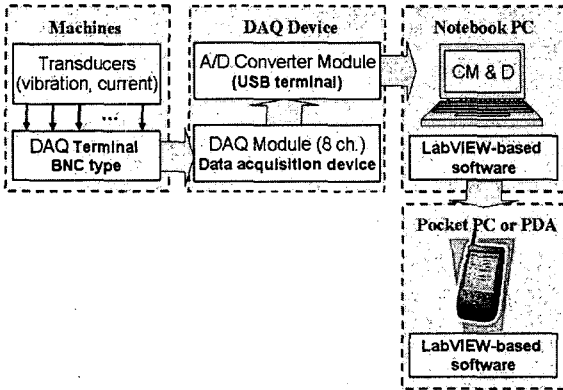 Machines
Transducers
(vibration, current)
...
DAQ Terminal
BNC type
DAQ Device
A/D Converter Module
(USB terminal)
DAQ Module (8 ch.)
Data acquisition device
Notebook PC
CM & D
LabVIEW-based
software
Pocket PC or PDA
LabVIEW-based
software